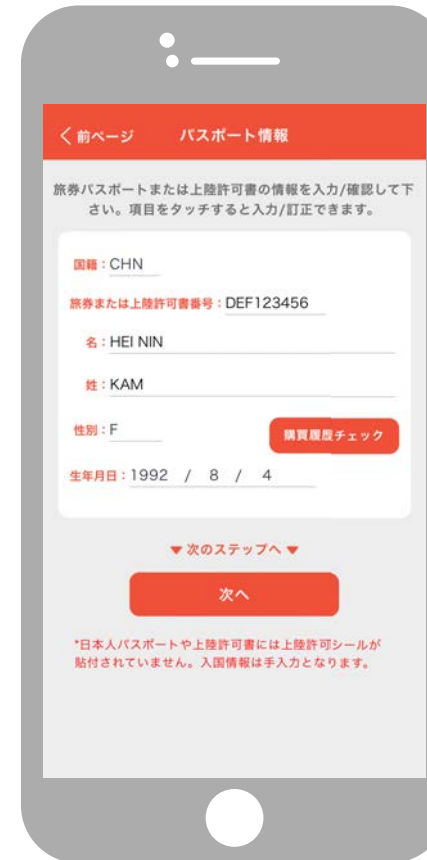 < 前ページ パスポート情報
旅券パスポートまたは上陸許可書の情報を入力/確認して下
さい。項目をタッチすると入力/訂正できます。
国籍：CHN
旅券または上陸許可書番号：DEF123456
名：HEI NIN
姓：KAM
性別：F
購買履歴チェック
生年月日：1992 / 8 / 4
▼ 次のステップへ ▼
次へ
*日本人パスポートや上陸許可書には上陸許可シールが
貼付されていません。入国情報は手入力となります。